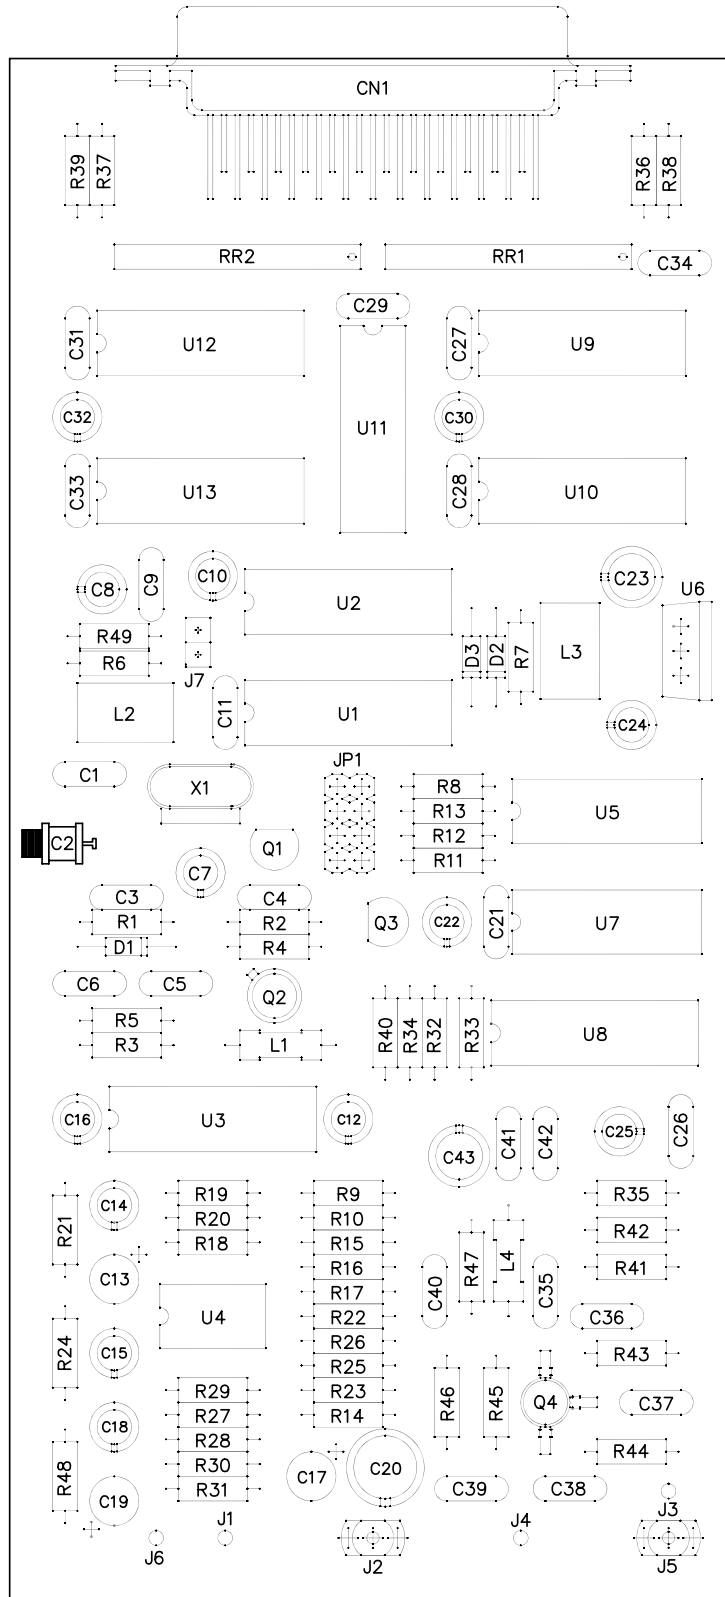 CN1
R39 R37 R36 R38
RR2 RR1 C34
C29
C31 U12 C27 U9
C32 U11 C30
C33 U13 C28 U10
C8 C9 C10 U2 C23 U6
R49 D3 D2 R7 L3
R6
J7
L2 C11 U1 C24
JP1
C1 X1 R8
R13 U5
C2 Q1 R12
C7 R11
C3 C4
R1 R2 Q3 C22 C21 U7
D1 R4
C6 C5 Q2
R5 R40 R34 R32 R33 U8
R3 L1
C16 U3 C12 C25 C26
C43 C41 C42
C14 R19 R9 R35
R21 R20 R10 R42
R18 R15
C13 R16 R47 L4 R41
R17 C40 C35
U4 R22 C36
R24 C15 R26 R43
R25
R29 R23 R46 R45 Q4 C37
C18 R27 R14
R28 R44
R48 R30 C17 C20
C19 R31 C39 C38
J3
J6 J1 J2 J4 J5